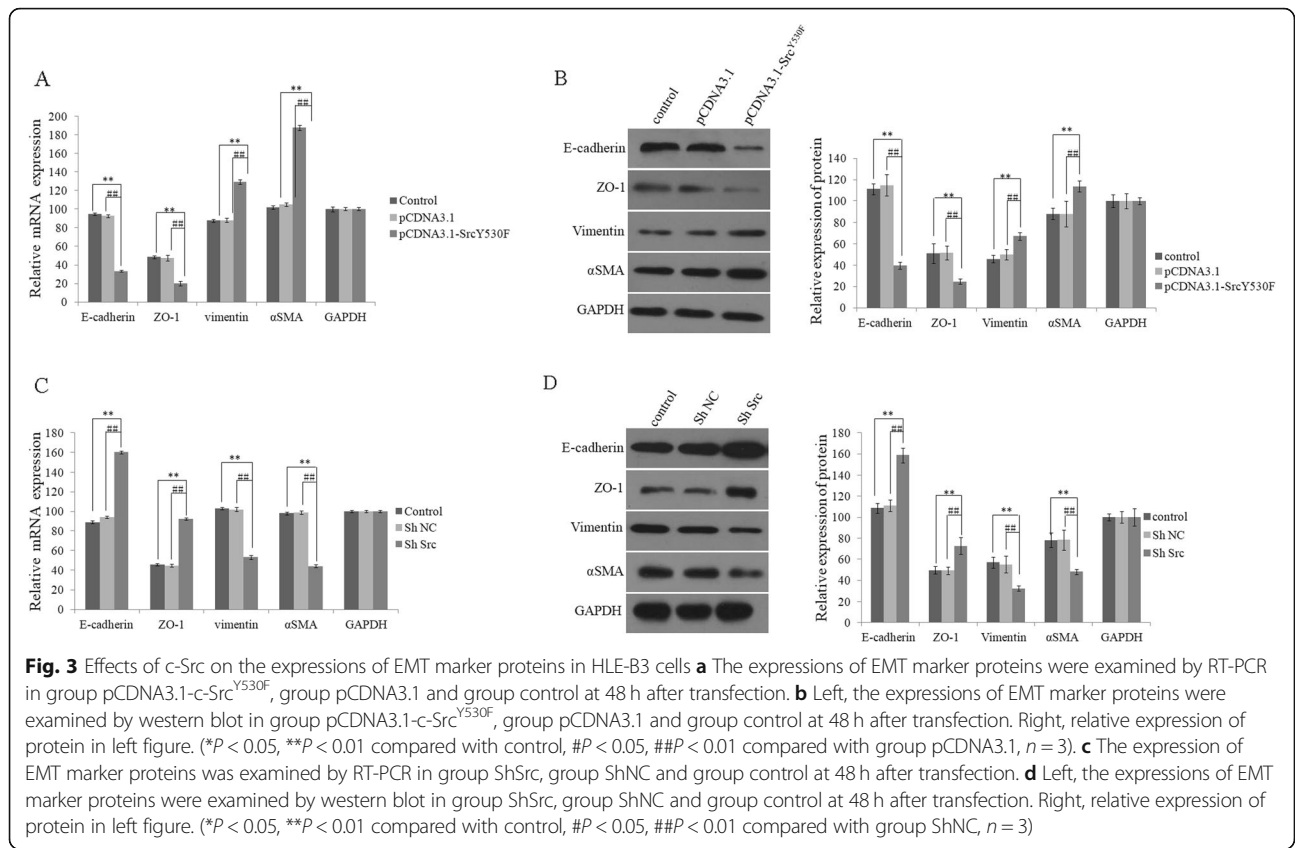 A
Relative mRNA expression
200
180
160
140
120
100
80
60
40
20
0
**
##
**
##
**
##
**
##
E-cadherin ZO-1 vimentin αSMA GAPDH
Control
pCDNA3.1
pCDNA3.1-SrcY530F
B
control pCDNA3.1 pCDNA3.1-SrcY530F
E-cadherin
ZO-1
Vimentin
αSMA
GAPDH
Relative expression of protein
140
120
100
80
60
40
20
0
**
##
**
##
**
##
**
##
E-cadherin ZO-1 Vimentin αSMA GAPDH
control
pCDNA3.1
pCDNA3.1-SrcY530F
C
Relative mRNA expression
180
160
140
120
100
80
60
40
20
0
**
##
**
##
**
##
**
##
E-cadherin ZO-1 vimentin αSMA GAPDH
Control
Sh NC
Sh Src
D
control Sh NC Sh Src
E-cadherin
ZO-1
Vimentin
αSMA
GAPDH
Relative expression of protein
180
160
140
120
100
80
60
40
20
0
**
##
**
##
**
##
**
##
E-cadherin ZO-1 Vimentin αSMA GAPDH
control
Sh NC
Sh Src
Fig. 3 Effects of c-Src on the expressions of EMT marker proteins in HLE-B3 cells a The expressions of EMT marker proteins were examined by RT-PCR
in group pCDNA3.1-c-SrcY530F, group pCDNA3.1 and group control at 48 h after transfection. b Left, the expressions of EMT marker proteins were
examined by western blot in group pCDNA3.1-c-SrcY530F, group pCDNA3.1 and group control at 48 h after transfection. Right, relative expression of
protein in left figure. (*P < 0.05, **P < 0.01 compared with control, #P < 0.05, ##P < 0.01 compared with group pCDNA3.1, n = 3). c The expression of
EMT marker proteins was examined by RT-PCR in group ShSrc, group ShNC and group control at 48 h after transfection. d Left, the expressions of EMT
marker proteins were examined by western blot in group ShSrc, group ShNC and group control at 48 h after transfection. Right, relative expression of
protein in left figure. (*P < 0.05, **P < 0.01 compared with control, #P < 0.05, ##P < 0.01 compared with group ShNC, n = 3)